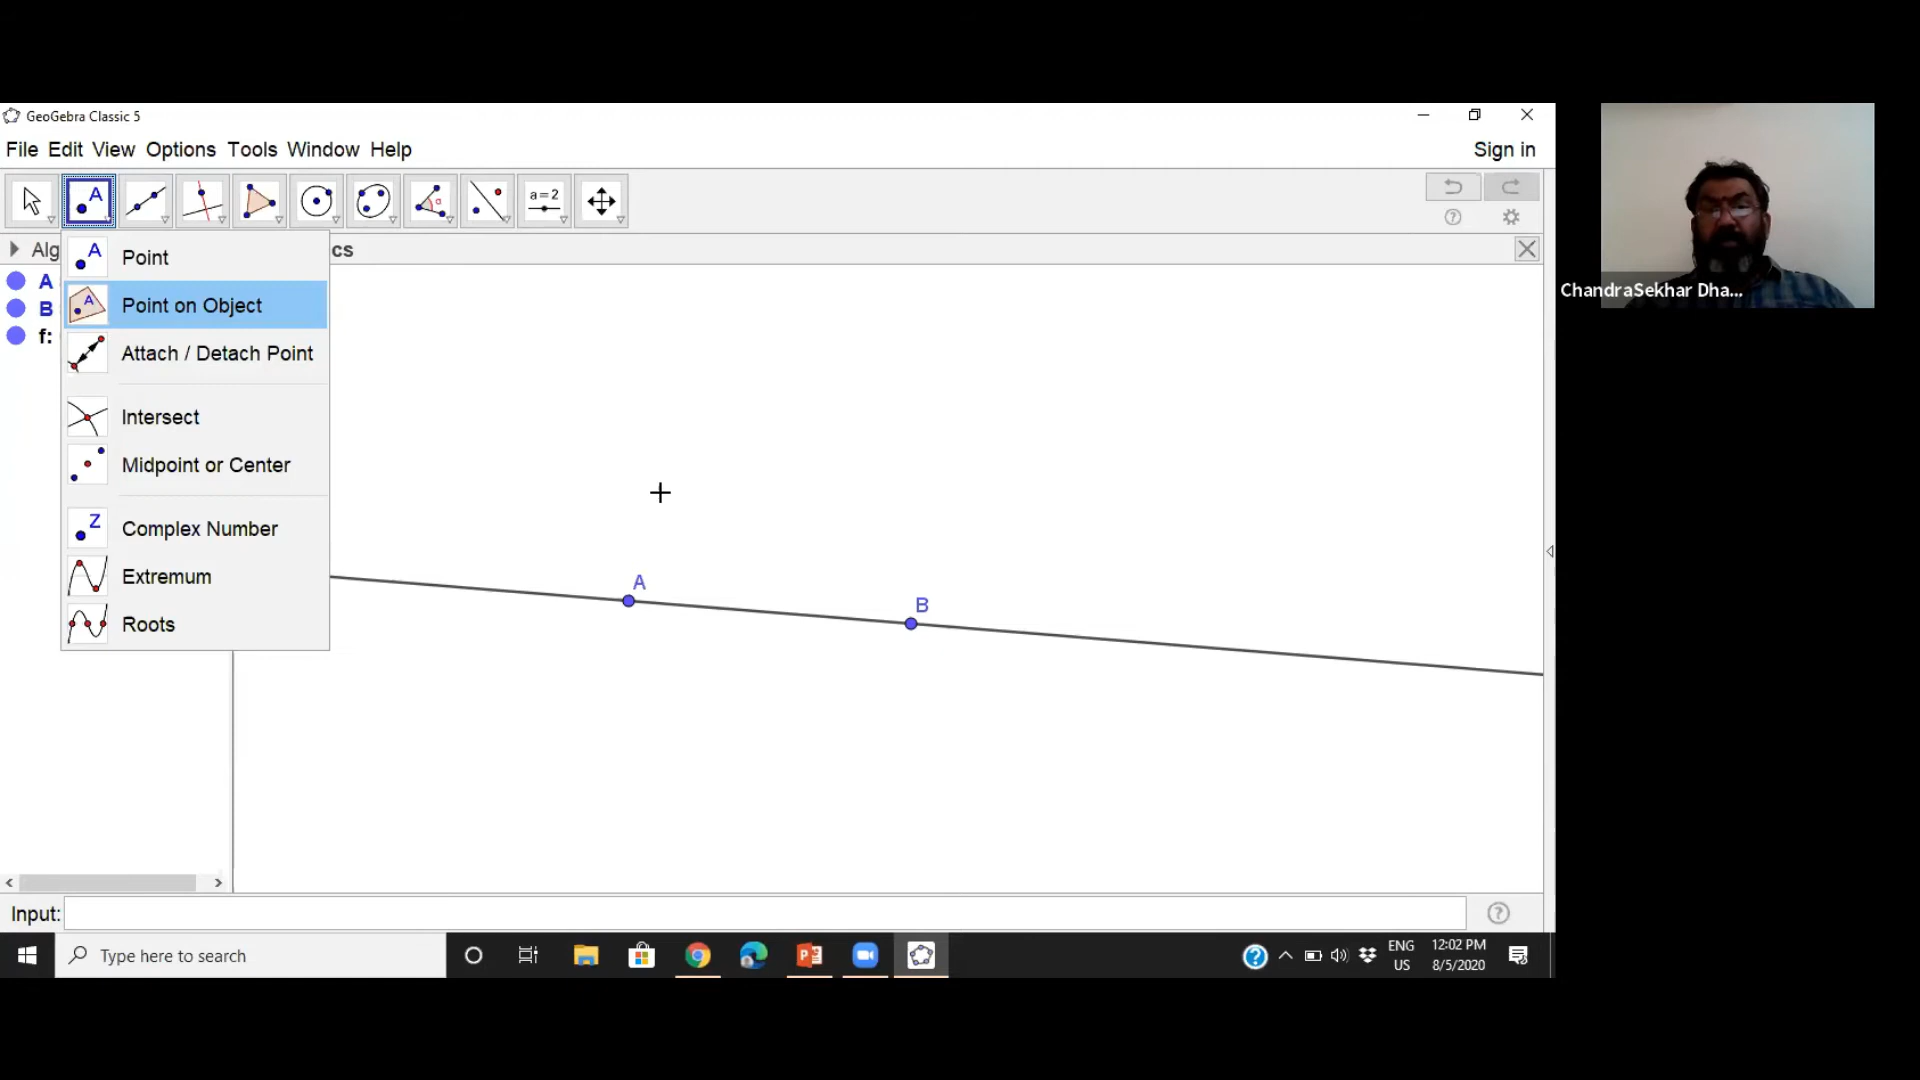 GeoGebra Classic 5
File Edit View Options Tools Window Help
Sign in
A
α
a=2
Alg
cs
A
B
f:
A
Point
A
Point on Object
Attach / Detach Point
Intersect
Midpoint or Center
Z
Complex Number
Extremum
Roots
A
B
ChandraSekhar Dha...
Input:
Type here to search
ENG
US
12:02 PM
8/5/2020